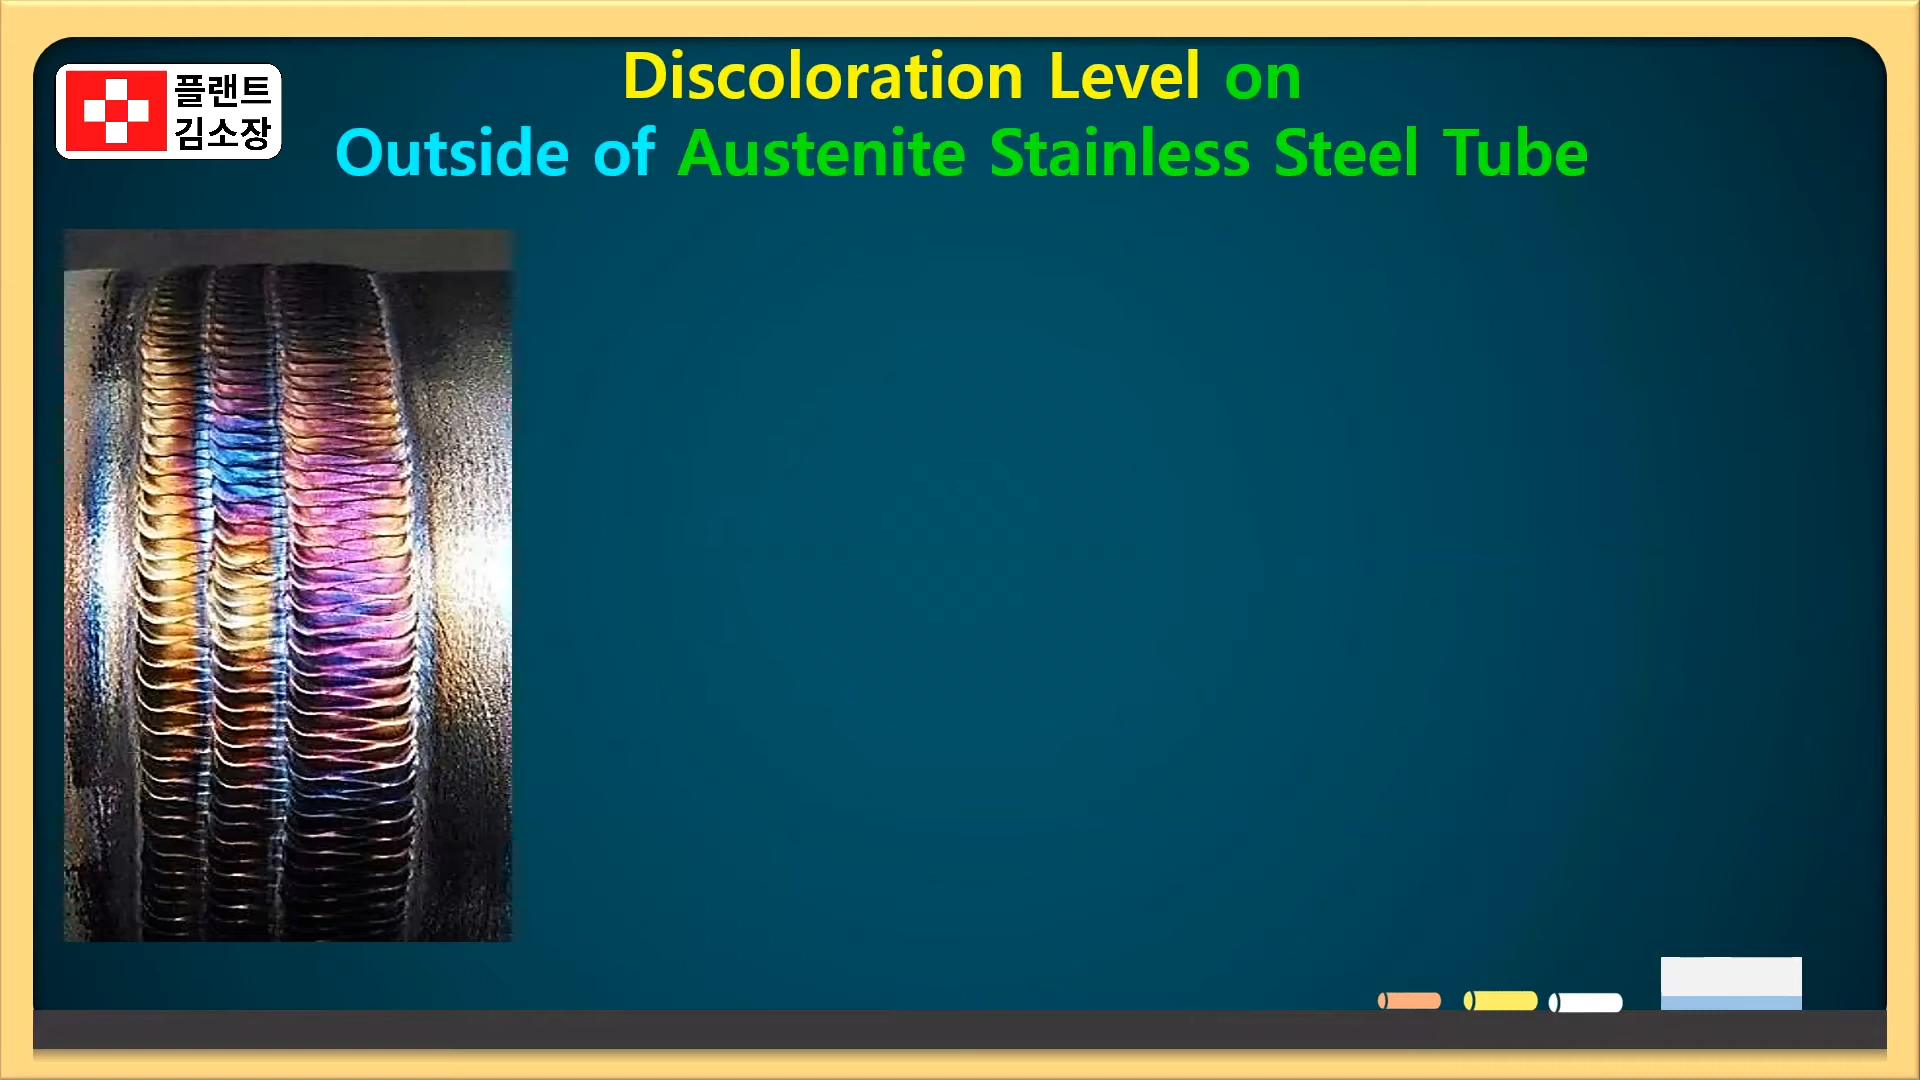 플랜트
김소장
Discoloration Level on
Outside of Austenite Stainless Steel Tube